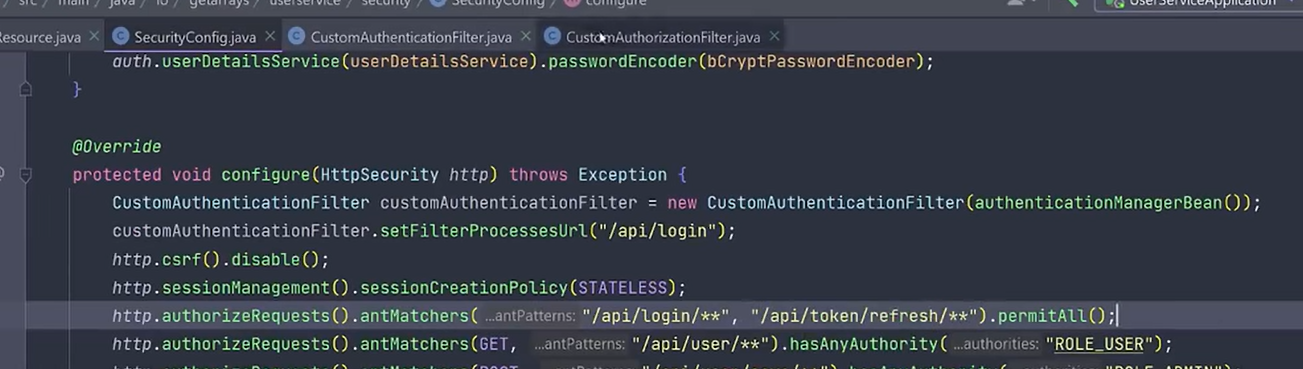 src / main / java / io / getarrays / userservice / security / SecurityConfig / configure UserServiceApplication
Resource.java SecurityConfig.java CustomAuthenticationFilter.java CustomAuthorizationFilter.java
auth.userDetailsService(userDetailsService).passwordEncoder(bCryptPasswordEncoder);
}
@Override
protected void configure(HttpSecurity http) throws Exception {
CustomAuthenticationFilter customAuthenticationFilter = new CustomAuthenticationFilter(authenticationManagerBean());
customAuthenticationFilter.setFilterProcessesUrl("/api/login");
http.csrf().disable();
http.sessionManagement().sessionCreationPolicy(STATELESS);
http.authorizeRequests().antMatchers( ...antPatterns: "/api/login/**", "/api/token/refresh/**").permitAll();
http.authorizeRequests().antMatchers(GET, ...antPatterns: "/api/user/**").hasAnyAuthority( ...authorities: "ROLE_USER");